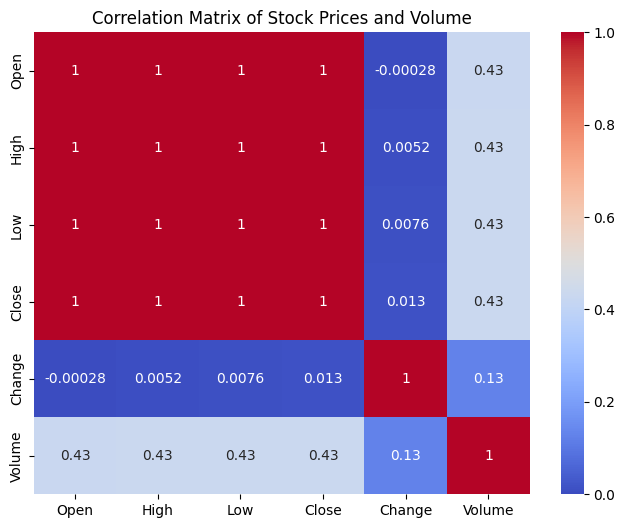 Correlation Matrix of Stock Prices and Volume
Open 1 1 1 1 -0.00028 0.43
High 1 1 1 1 0.0052 0.43
Low 1 1 1 1 0.0076 0.43
Close 1 1 1 1 0.013 0.43
Change -0.00028 0.0052 0.0076 0.013 1 0.13
Volume 0.43 0.43 0.43 0.43 0.13 1
Open High Low Close Change Volume
1.0
0.8
0.6
0.4
0.2
0.0